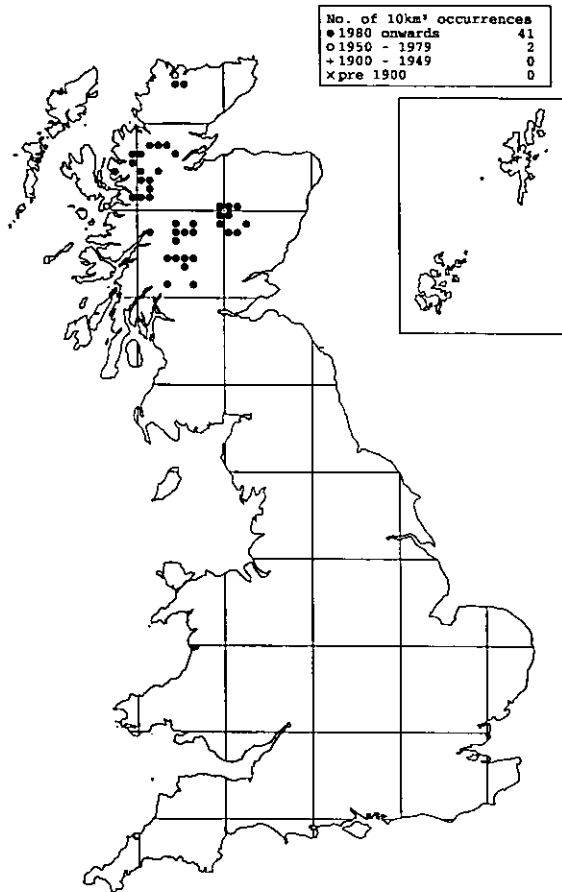 No. of 10km² occurrences
● 1980 onwards 41
o 1950 - 1979 2
+ 1900 - 1949 0
× pre 1900 0